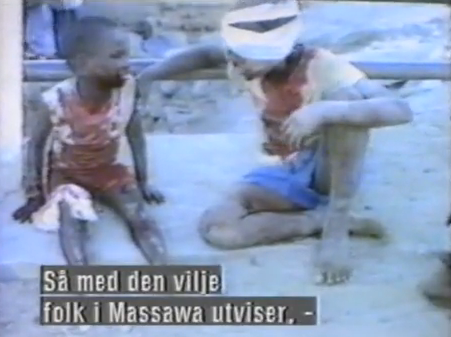 Så med den vilje
folk i Massawa utviser, -